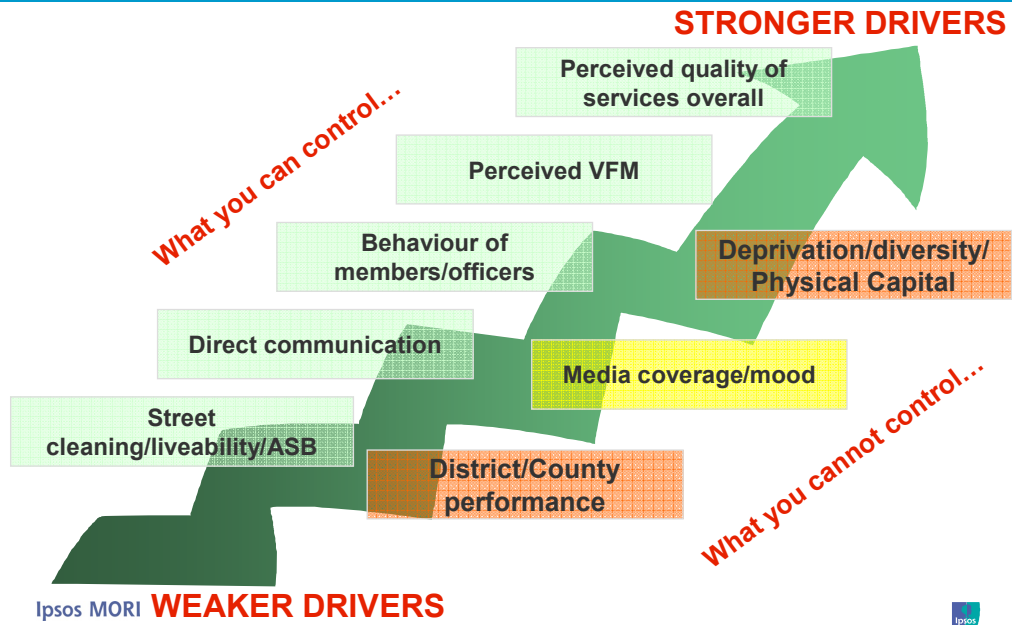 STRONGER DRIVERS
Perceived quality of
services overall
What you can control…
Perceived VFM
Behaviour of
members/officers
Deprivation/diversity/
Physical Capital
Direct communication
Media coverage/mood
Street
cleaning/liveability/ASB
District/County
performance
What you cannot control…
Ipsos MORI WEAKER DRIVERS
Ipsos